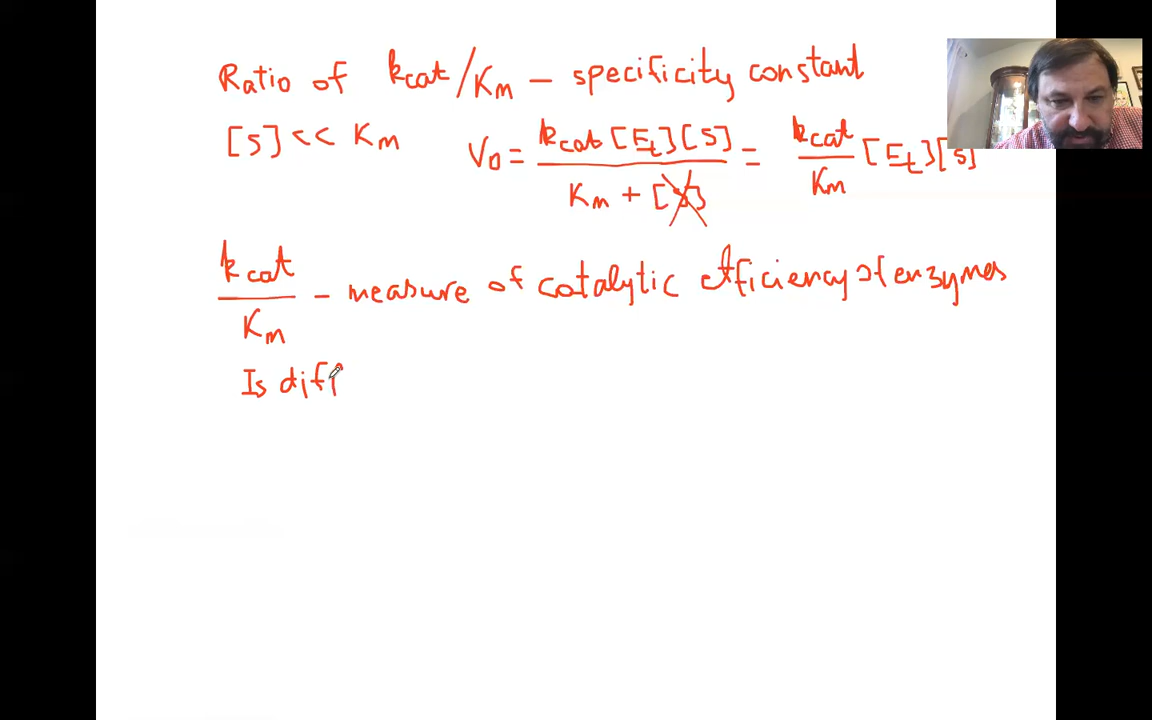 Ratio of kcat/Km – specificity constant
[S] << Km V0 = kcat[Et][S] / Km + [S] = kcat / Km [Et][S]
kcat / Km – measure of catalytic efficiency of enzymes
Is diff